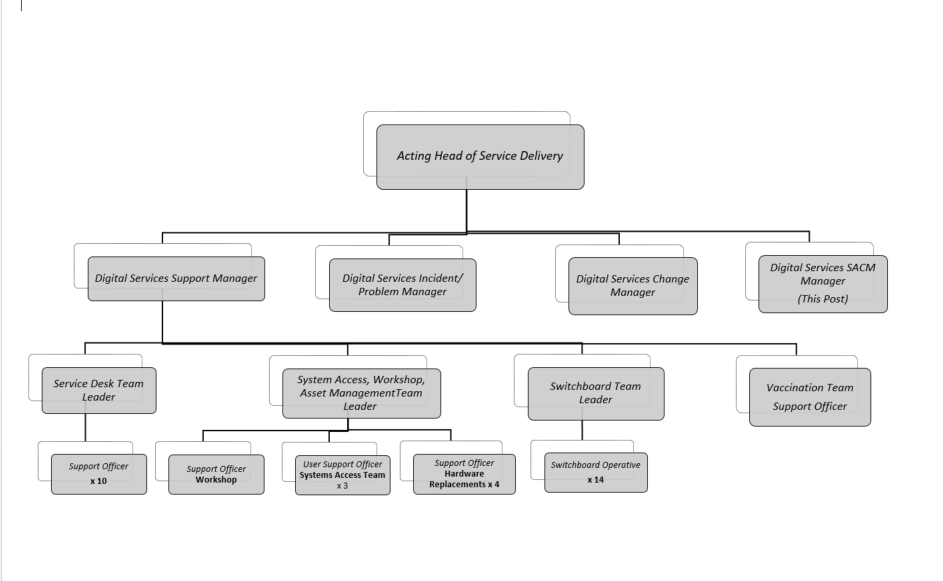 Acting Head of Service Delivery
Digital Services Support Manager
Digital Services Incident/
Problem Manager
Digital Services Change
Manager
Digital Services SACM
Manager
(This Post)
Service Desk Team
Leader
System Access, Workshop,
Asset ManagementTeam
Leader
Switchboard Team
Leader
Vaccination Team
Support Officer
Support Officer
x 10
Support Officer
Workshop
User Support Officer
Systems Access Team
x 3
Support Officer
Hardware
Replacements x 4
Switchboard Operative
x 14